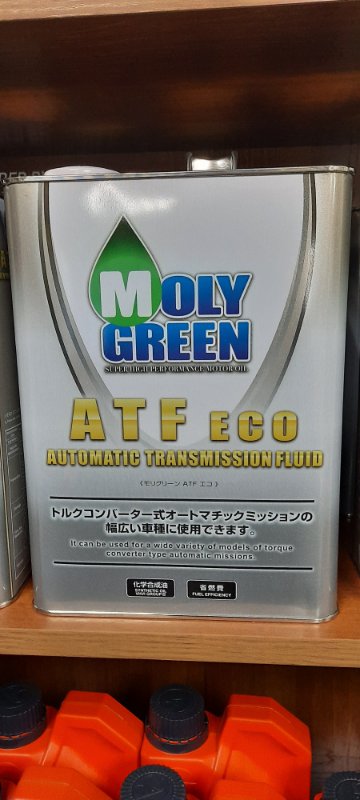 MOLY
GREEN
SUPER HIGH PERFORMANCE MOTOR OIL
ATF ECO
AUTOMATIC TRANSMISSION FLUID
《モリグリーン ATF エコ》
トルクコンバーター式オートマチックミッションの
幅広い車種に使用できます。
It can be used for a wide variety of models of torque
converter type automatic missions.
化学合成油 省燃費
SYNTHETIC OIL FUEL EFFICIENCY